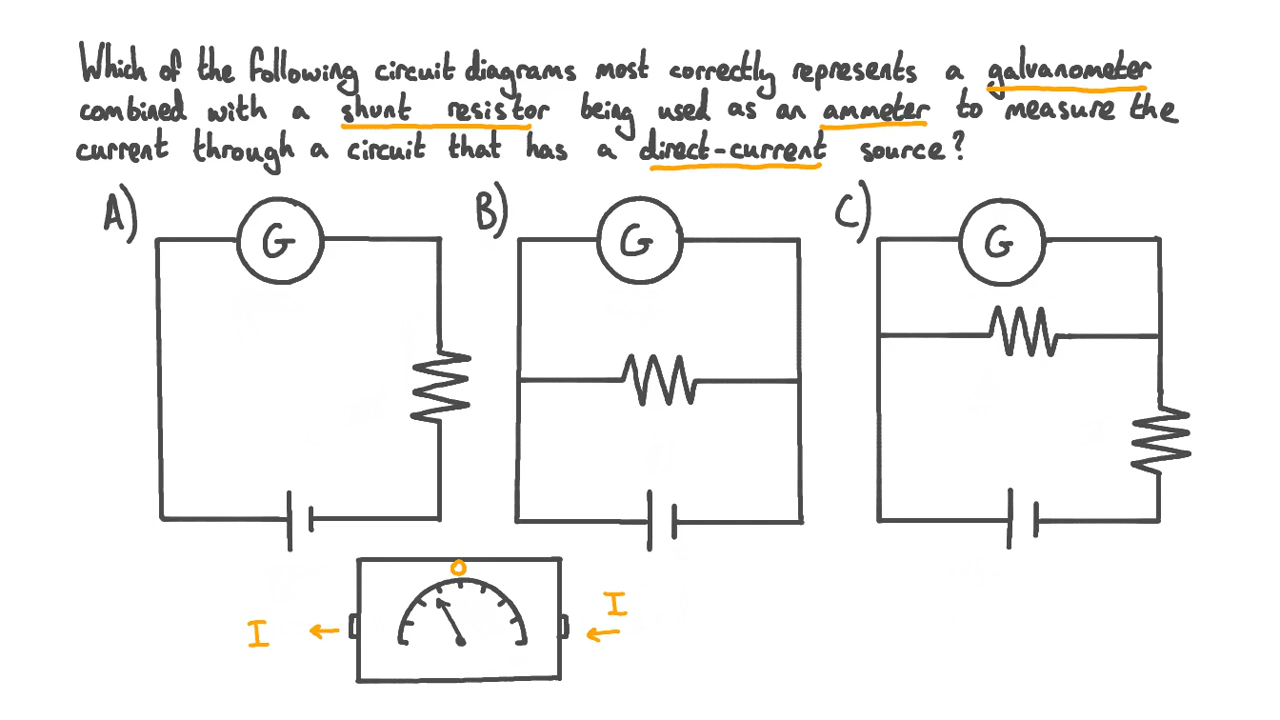 Which of the following circuit diagrams most correctly represents a galvanometer
combined with a shunt resistor being used as an ammeter to measure the
current through a circuit that has a direct-current source?
A) B) C)
G G G
O
I I